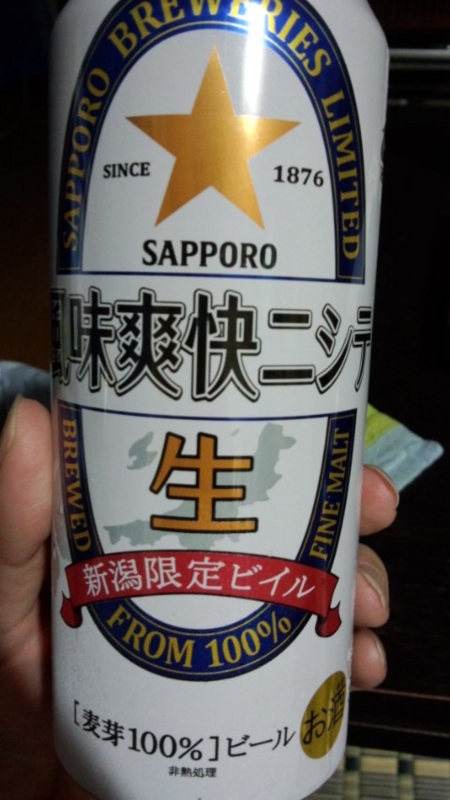 SAPPORO BREWERIES LIMITED
SINCE 1876
SAPPORO
風味爽快ニシテ
生
BREWED
FINE MALT
新潟限定ビイル
FROM 100%
[麦芽100%]ビール
お酒
非熱処理